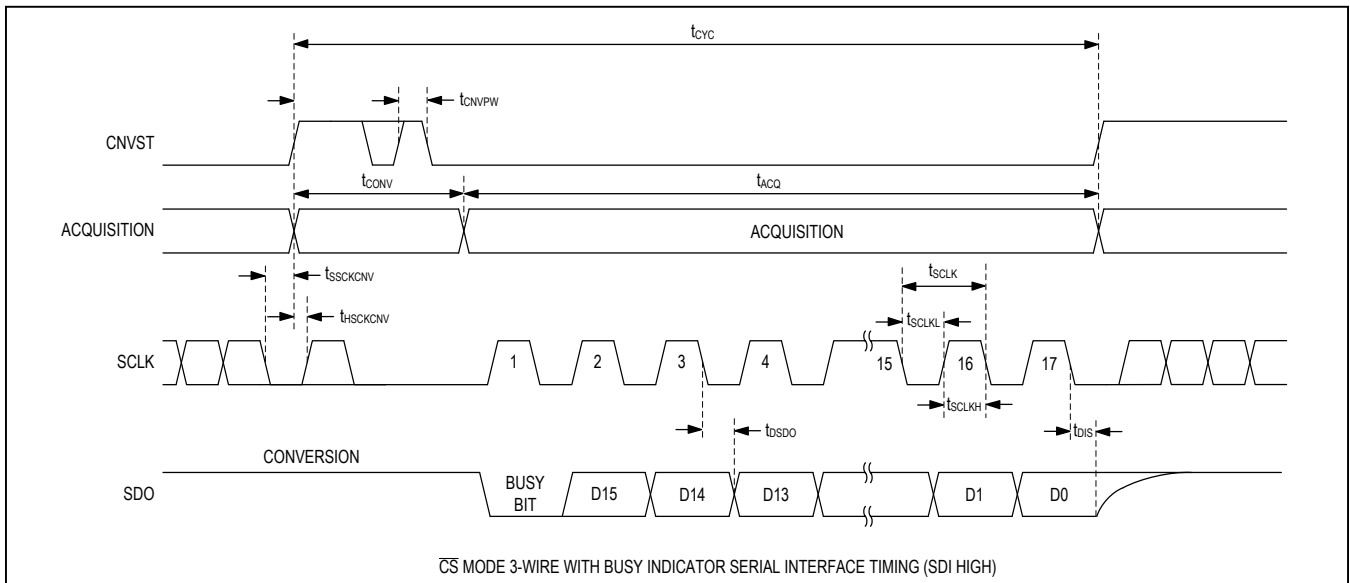 tCYC
tCNVPW
CNVST
tCONV
tACQ
ACQUISITION
ACQUISITION
tSSCKCNV
tSCLK
tHSCKCNV
tSCLKL
SCLK
1 2 3 4 15 16 17
tSCLKH
tDSDO
tDIS
CONVERSION
SDO
BUSY
BIT
D15 D14 D13 D1 D0
CS MODE 3-WIRE WITH BUSY INDICATOR SERIAL INTERFACE TIMING (SDI HIGH)